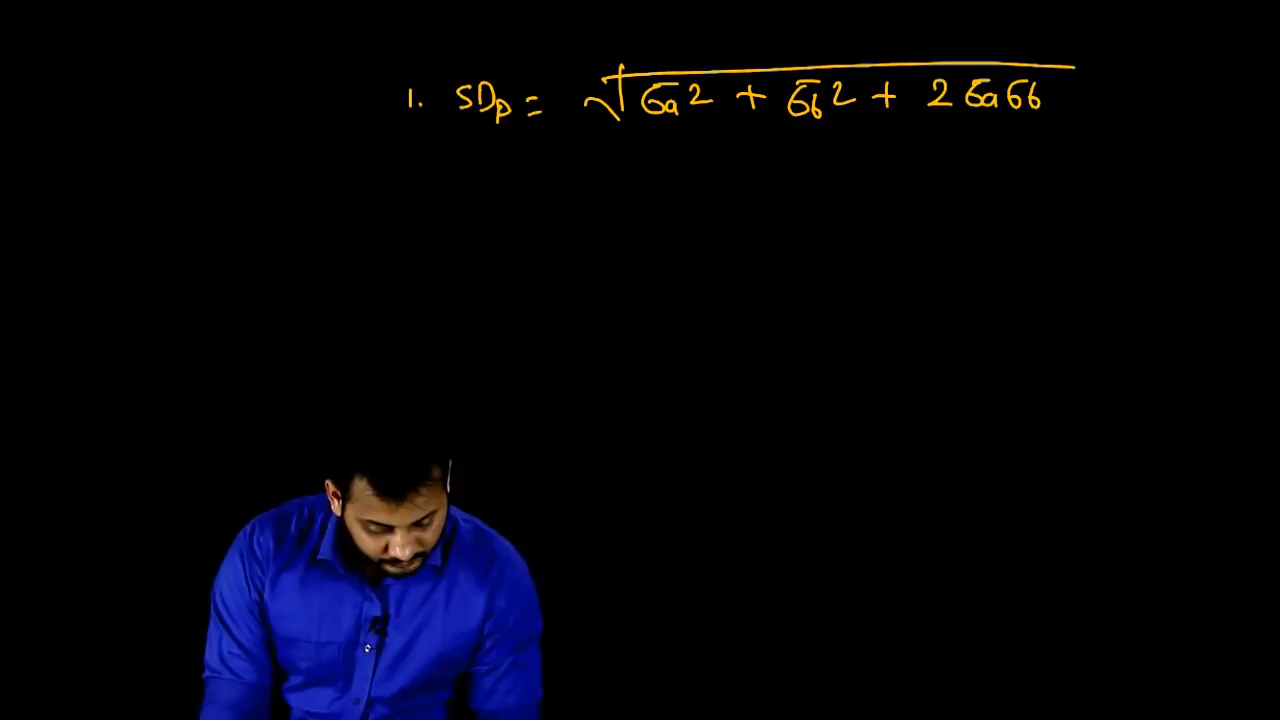 1. SDp = √σa2 + σb2 + 2σaσb